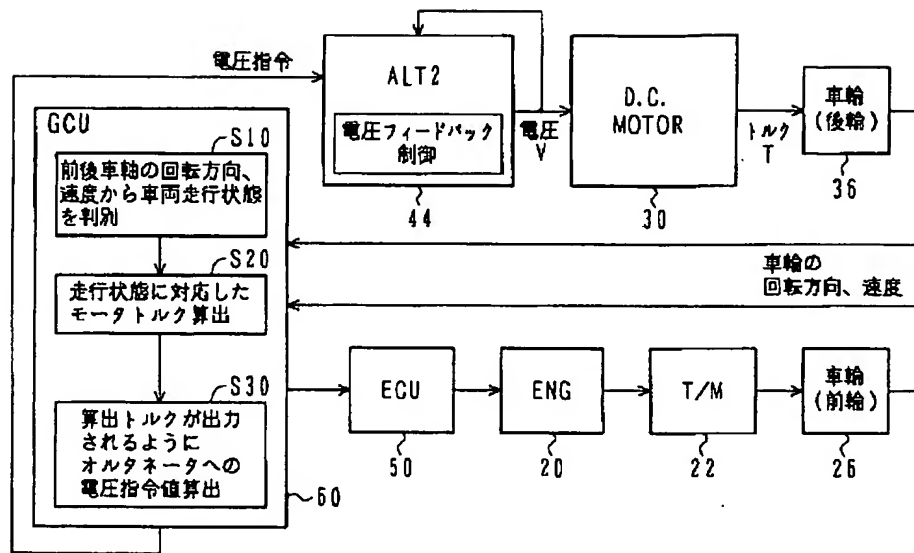 電圧指令
ALT2
電圧フィードバック
制御
44
電圧
V
D.C.
MOTOR
30
トルク
T
車輪
(後輪)
36
GCU
S10
前後車軸の回転方向、
速度から車両走行状態
を判別
S20
走行状態に対応した
モータトルク算出
S30
算出トルクが出力
されるように
オルタネータへの
電圧指令値算出
60
車輪の
回転方向、速度
ECU
50
ENG
20
T/M
22
車輪
(前輪)
26